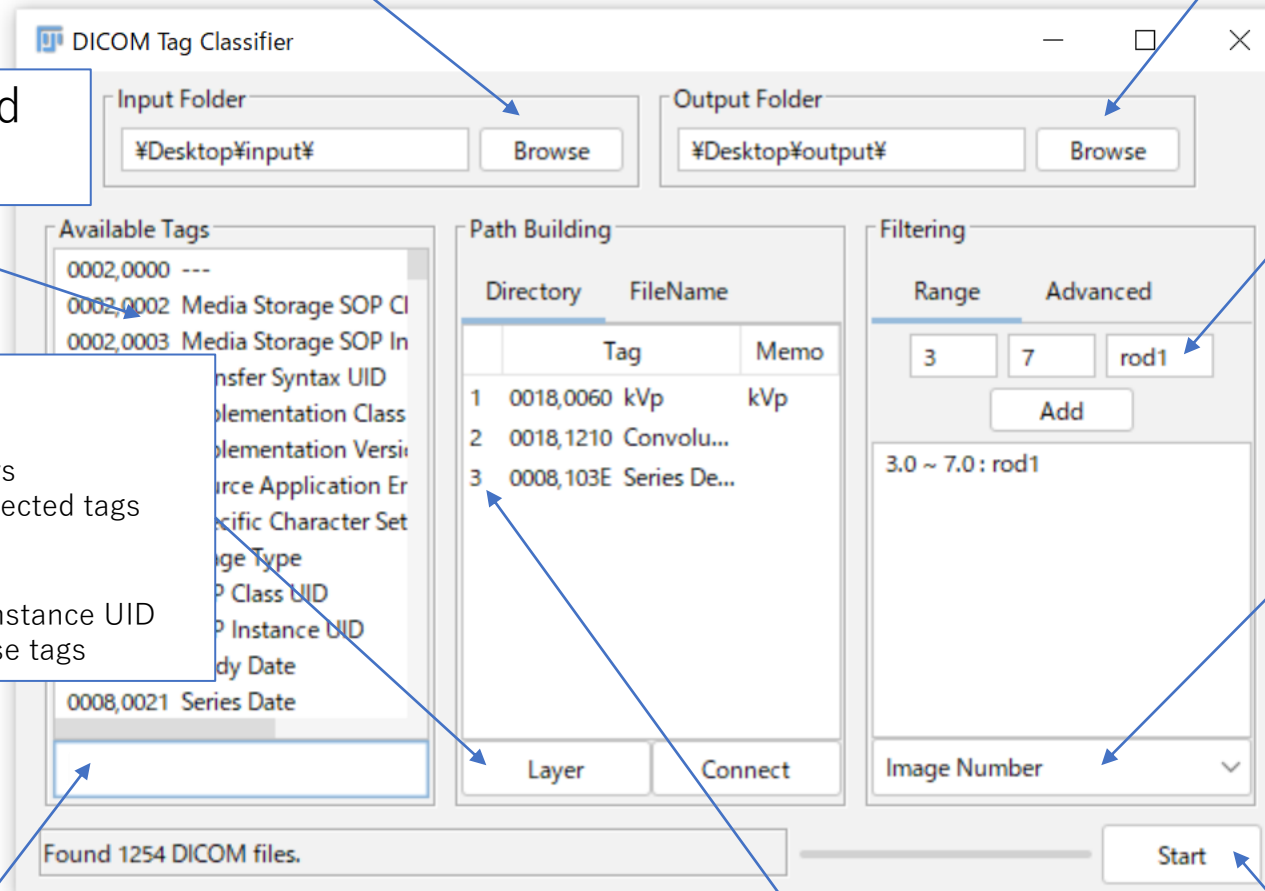 DICOM Tag Classifier
Input Folder
Output Folder
¥Desktop¥input¥
Browse
¥Desktop¥output¥
Browse
Available Tags
0002,0000 ---
0002,0002 Media Storage SOP Cl
0002,0003 Media Storage SOP In
nsfer Syntax UID
plementation Class
plementation Versi
urce Application Er
ecific Character Set
ge Type
P Class UID
P Instance UID
dy Date
0008,0021 Series Date
ected tags
nstance UID
se tags
Path Building
Directory FileName
Tag Memo
1 0018,0060 kVp kVp
2 0018,1210 Convolu...
3 0008,103E Series De...
Layer Connect
Filtering
Range Advanced
3 7 rod1
Add
3.0 ~ 7.0 : rod1
Image Number
Found 1254 DICOM files.
Start